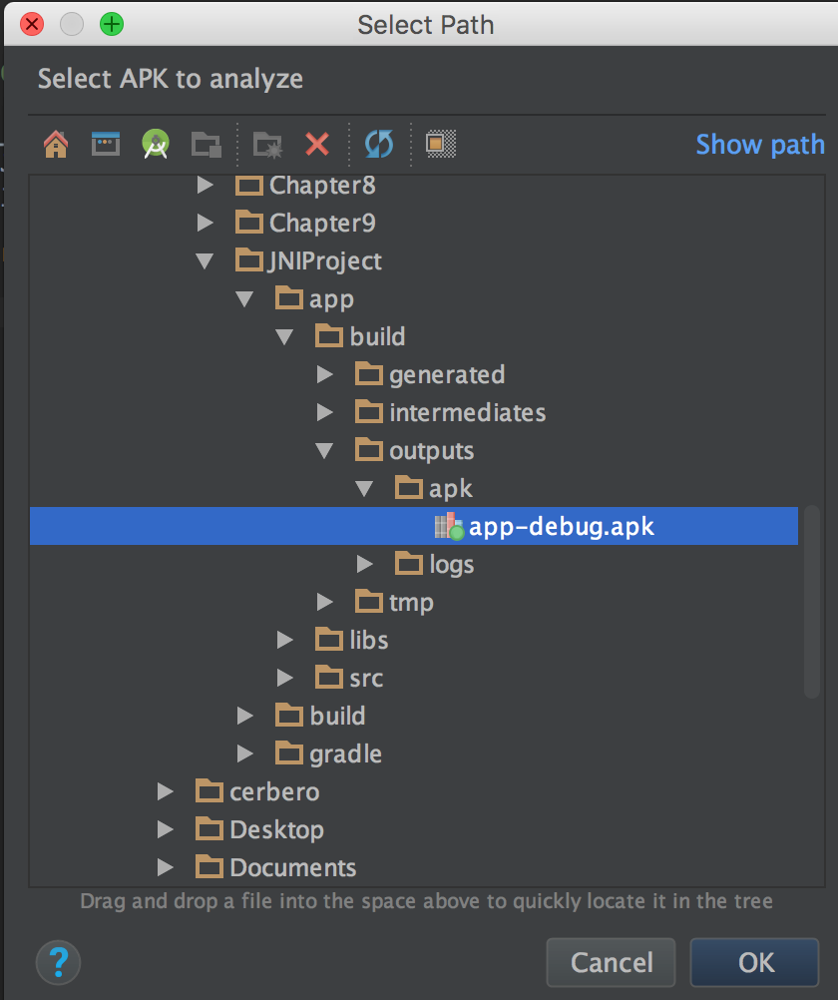 Select Path
Select APK to analyze
Show path
Chapter8
Chapter9
JNIProject
app
build
generated
intermediates
outputs
apk
app-debug.apk
logs
tmp
libs
src
build
gradle
cerbero
Desktop
Documents
Drag and drop a file into the space above to quickly locate it in the tree
? Cancel OK